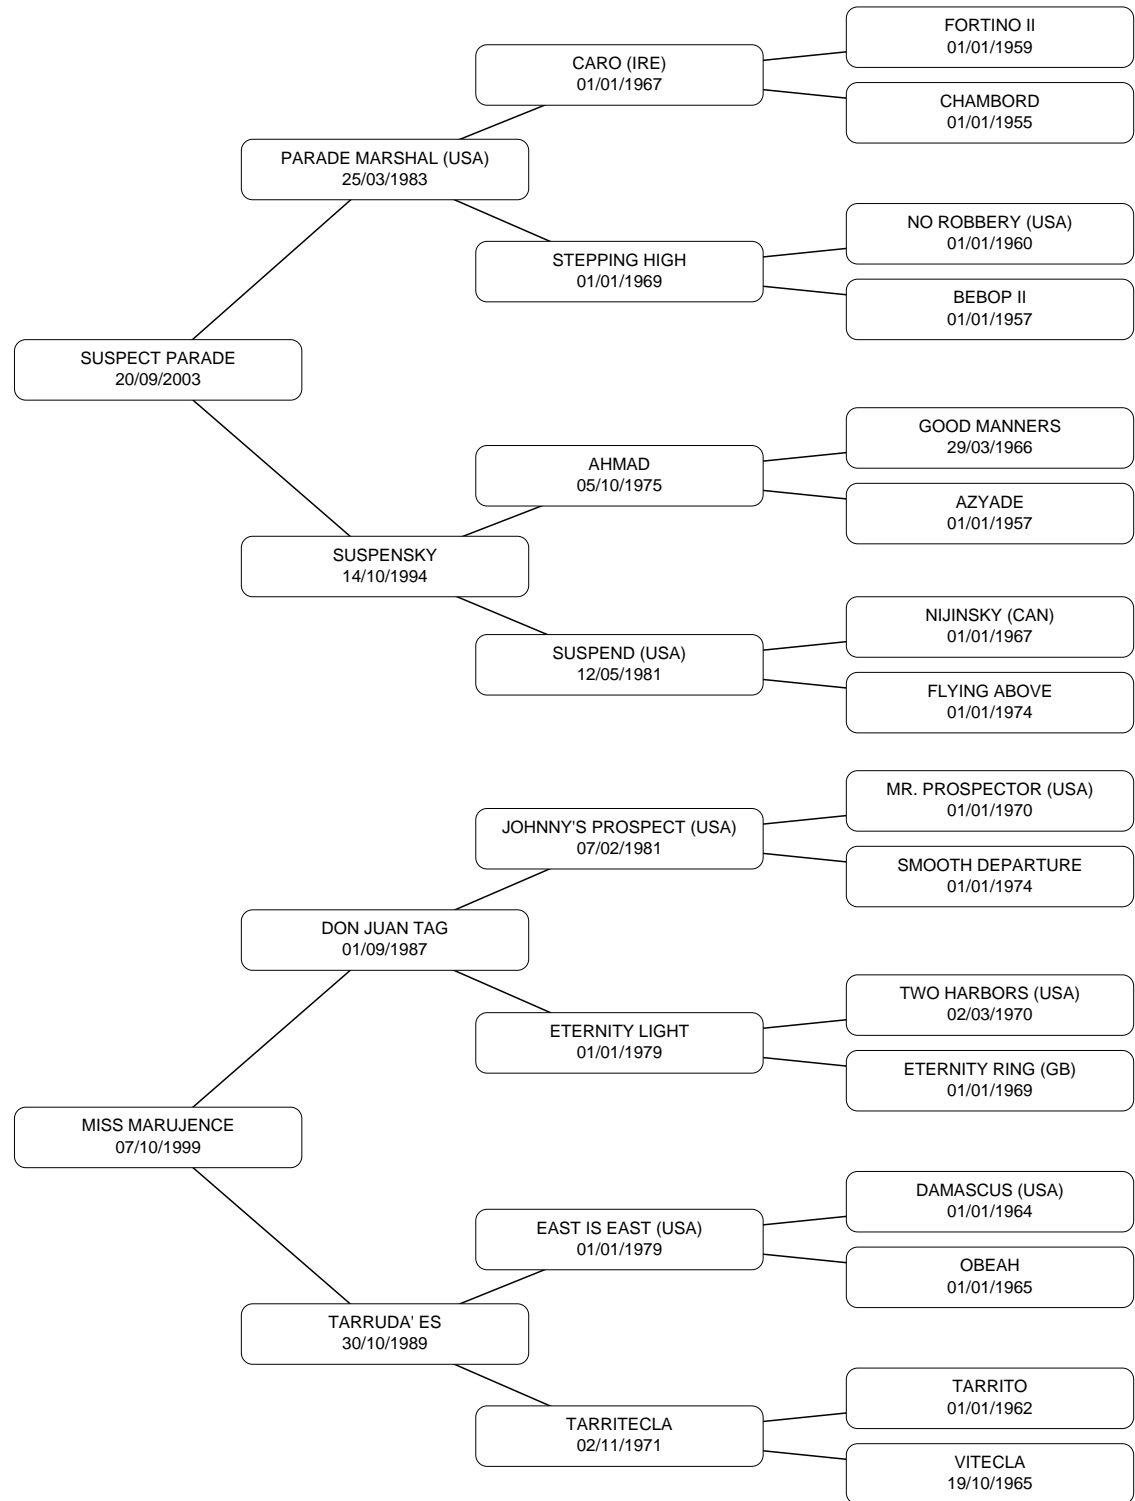 FORTINO II
01/01/1959
CARO (IRE)
01/01/1967
CHAMBORD
01/01/1955
PARADE MARSHAL (USA)
25/03/1983
NO ROBBERY (USA)
01/01/1960
STEPPING HIGH
01/01/1969
BEBOP II
01/01/1957
SUSPECT PARADE
20/09/2003
GOOD MANNERS
29/03/1966
AHMAD
05/10/1975
AZYADE
01/01/1957
SUSPENSKY
14/10/1994
NIJINSKY (CAN)
01/01/1967
SUSPEND (USA)
12/05/1981
FLYING ABOVE
01/01/1974
MR. PROSPECTOR (USA)
01/01/1970
JOHNNY'S PROSPECT (USA)
07/02/1981
SMOOTH DEPARTURE
01/01/1974
DON JUAN TAG
01/09/1987
TWO HARBORS (USA)
02/03/1970
ETERNITY LIGHT
01/01/1979
ETERNITY RING (GB)
01/01/1969
MISS MARUJENCE
07/10/1999
DAMASCUS (USA)
01/01/1964
EAST IS EAST (USA)
01/01/1979
OBEAH
01/01/1965
TARRUDA' ES
30/10/1989
TARRITO
01/01/1962
TARRITECLA
02/11/1971
VITECLA
19/10/1965